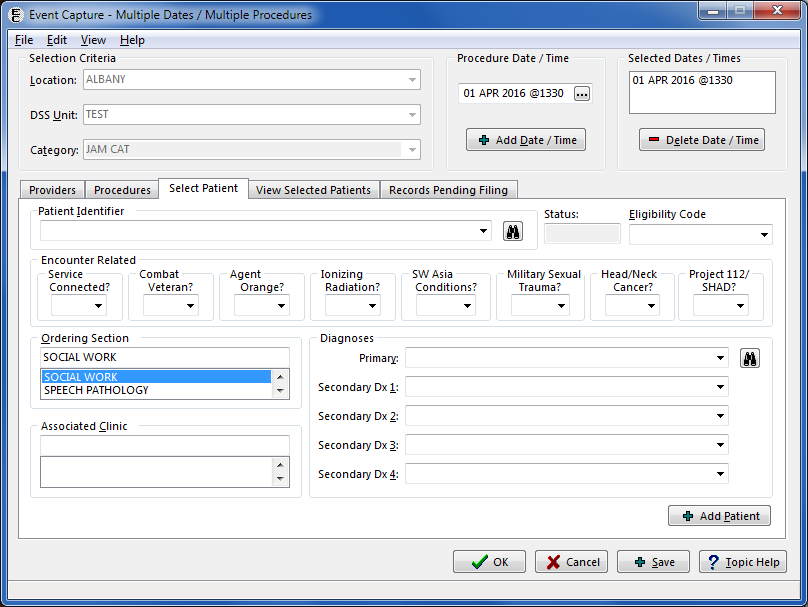 Event Capture - Multiple Dates / Multiple Procedures
File Edit View Help
Selection Criteria
Location: ALBANY
DSS Unit: TEST
Category: JAM CAT
Procedure Date / Time
01 APR 2016 @1330 ...
Add Date / Time
Selected Dates / Times
01 APR 2016 @1330
Delete Date / Time
Providers Procedures Select Patient View Selected Patients Records Pending Filing
Patient Identifier
Status:
Eligibility Code
Encounter Related
Service
Connected?
Combat
Veteran?
Agent
Orange?
Ionizing
Radiation?
SW Asia
Conditions?
Military Sexual
Trauma?
Head/Neck
Cancer?
Project 112/
SHAD?
Ordering Section
SOCIAL WORK
SOCIAL WORK
SPEECH PATHOLOGY
Associated Clinic
Diagnoses
Primary:
Secondary Dx 1:
Secondary Dx 2:
Secondary Dx 3:
Secondary Dx 4:
Add Patient
OK Cancel Save Topic Help